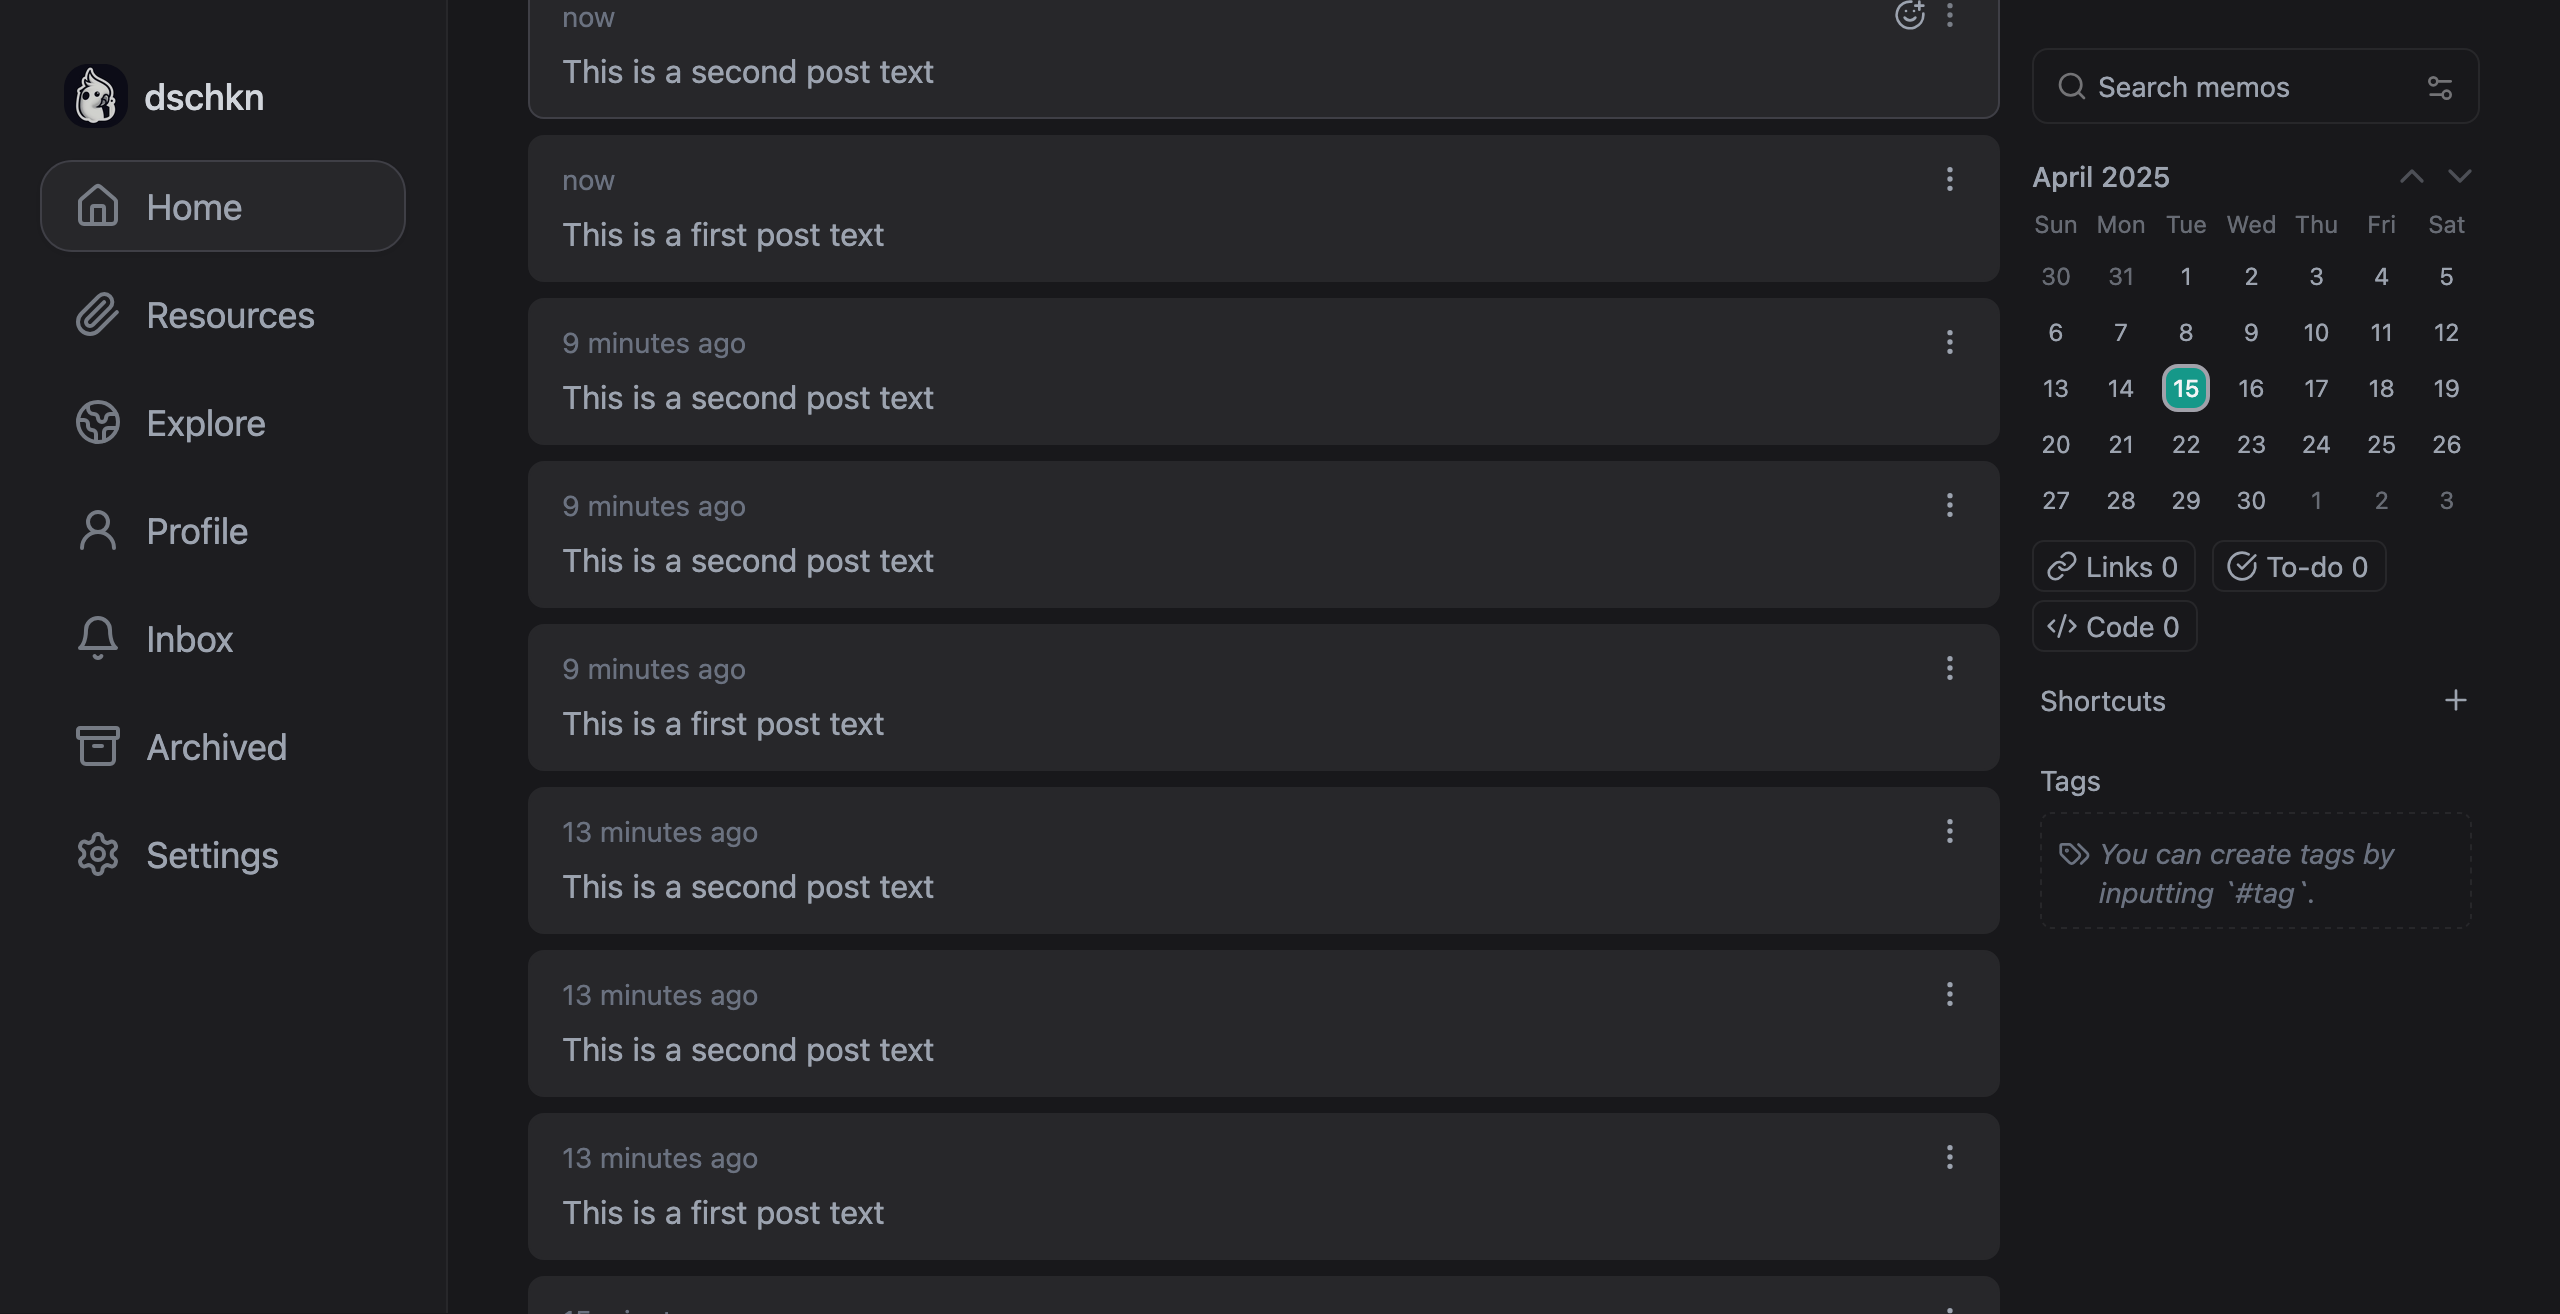 dschkn
Home
Resources
Explore
Profile
Inbox
Archived
Settings
now
This is a second post text
now
This is a first post text
9 minutes ago
This is a second post text
9 minutes ago
This is a second post text
9 minutes ago
This is a first post text
13 minutes ago
This is a second post text
13 minutes ago
This is a second post text
13 minutes ago
This is a first post text
Search memos
April 2025
Sun Mon Tue Wed Thu Fri Sat
30 31 1 2 3 4 5
6 7 8 9 10 11 12
13 14 15 16 17 18 19
20 21 22 23 24 25 26
27 28 29 30 1 2 3
Links 0 To-do 0
Code 0
Shortcuts
Tags
You can create tags by
inputting `#tag`.